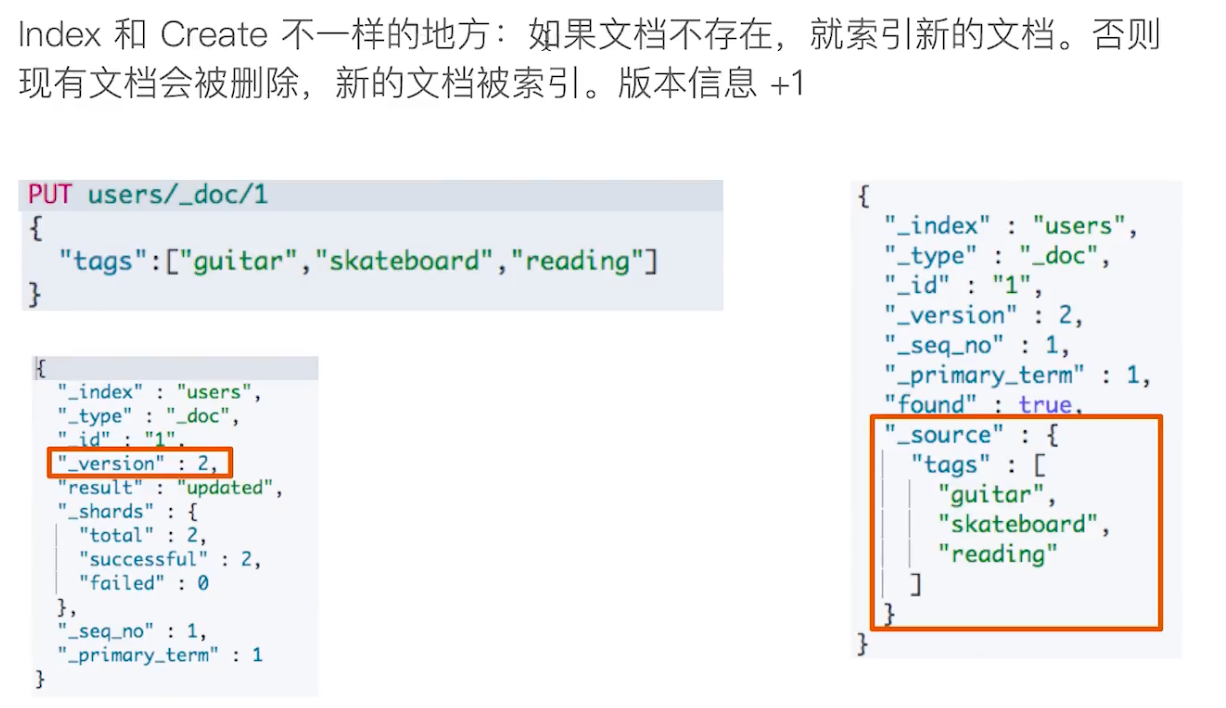 Index 和 Create 不一样的地方：如果文档不存在，就索引新的文档。否则
现有文档会被删除，新的文档被索引。版本信息 +1
PUT users/_doc/1
{
"tags":["guitar","skateboard","reading"]
}
{
"_index" : "users",
"_type" : "_doc",
"_id" : "1",
"_version" : 2,
"result" : "updated",
"_shards" : {
"total" : 2,
"successful" : 2,
"failed" : 0
},
"_seq_no" : 1,
"_primary_term" : 1
}
{
"_index" : "users",
"_type" : "_doc",
"_id" : "1",
"_version" : 2,
"_seq_no" : 1,
"_primary_term" : 1,
"found" : true,
"_source" : {
"tags" : [
"guitar",
"skateboard",
"reading"
]
}
}